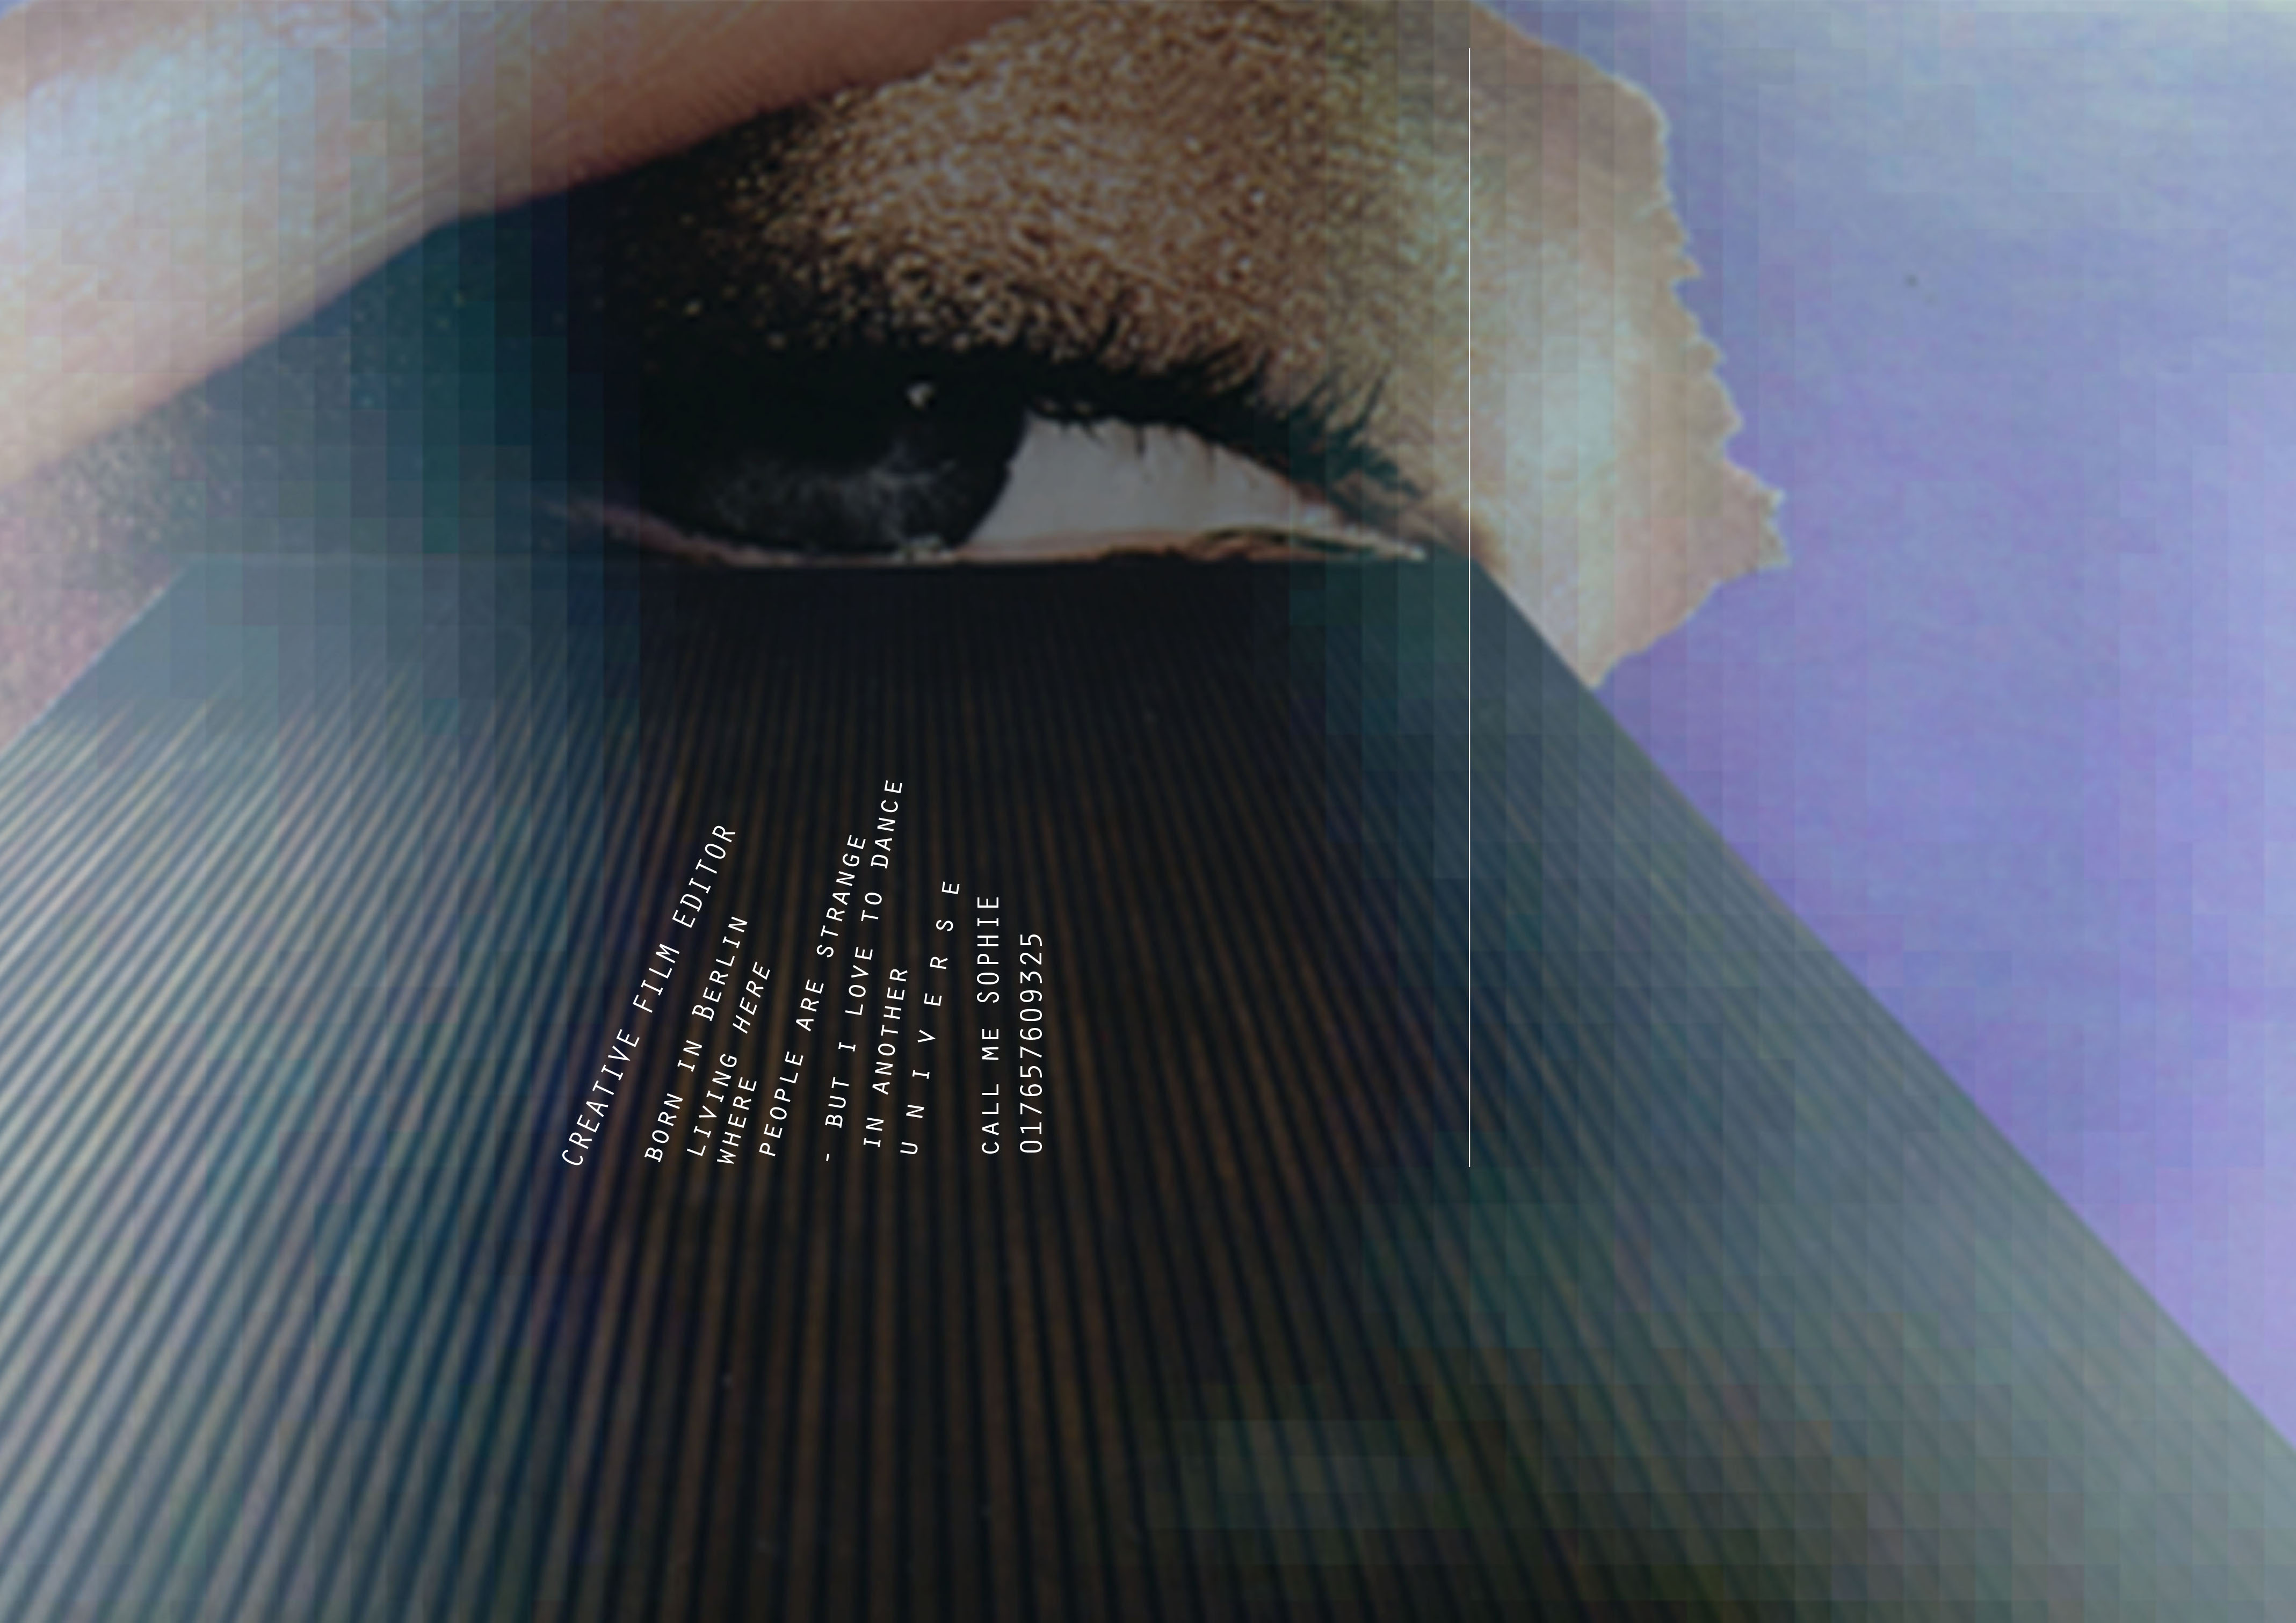 CREATIVE FILM EDITOR
BORN IN BERLIN
LIVING HERE
WHERE
PEOPLE ARE STRANGE
- BUT I LOVE TO DANCE
IN ANOTHER
U N I V E R S E
CALL ME SOPHIE
017657609325